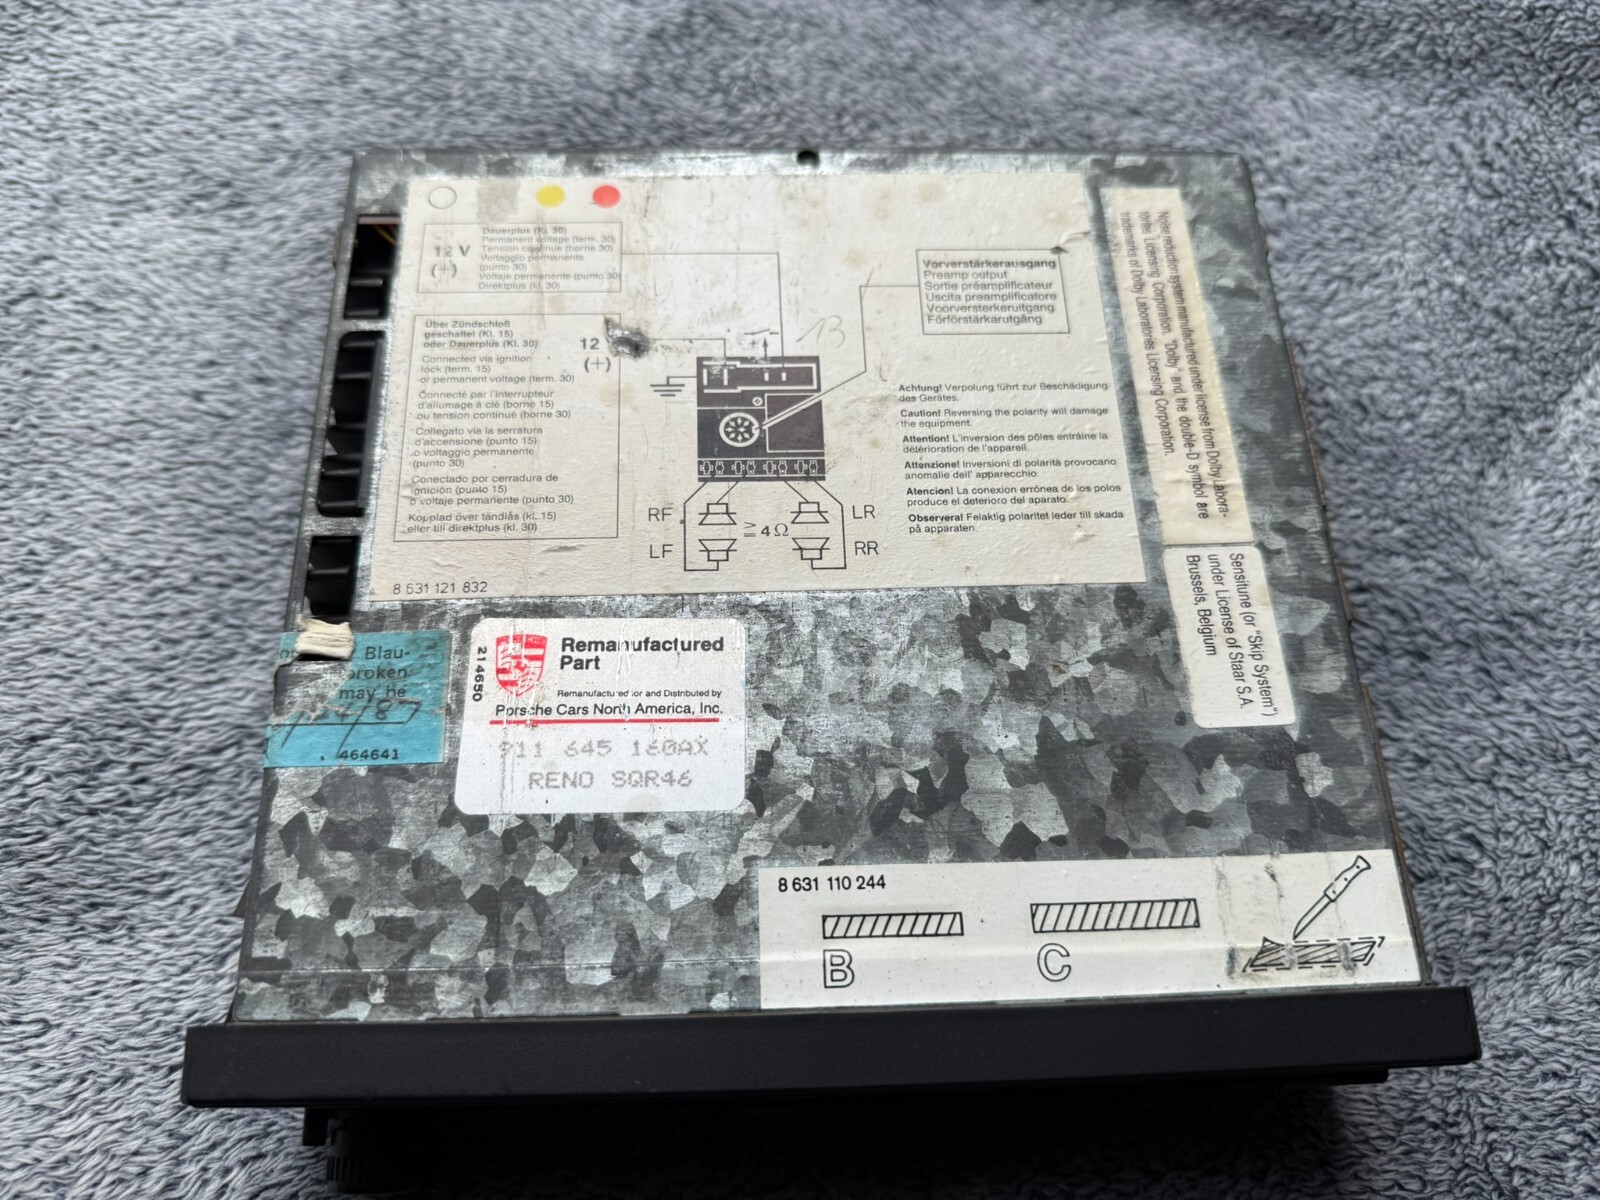 12 V
(+)
Dauerplus (Kl. 30)
Permanent voltage (term. 30)
Tension continue (borne 30)
Voltaggio permanente
(punto 30)
Voltaje permanente (punto 30)
Direktplus (kl. 30)
Über Zündschloß
geschaltet (Kl. 15)
oder Dauerplus (Kl. 30)
Connected via ignition
lock (term. 15)
or permanent voltage (term. 30)
Connecté par l'interrupteur
d'allumage à clé (borne 15)
ou tension continue (borne 30)
Collegato via la serratura
d'accensione (punto 15)
o voltaggio permanente
(punto 30)
Conectado por cerradura de
ignición (punto 15)
o voltaje permanente (punto 30)
Kopplad över tändlås (kl. 15)
eller till direktplus (kl. 30)
12
(+)
13
Vorverstärkerausgang
Preamp output
Sortie préamplificateur
Uscita preamplificatore
Voorversterkeruitgang
Förförstärkarutgång
Achtung! Verpolung führt zur Beschädigung
des Gerätes.
Caution! Reversing the polarity will damage
the equipment.
Attention! L'inversion des pôles entraîne la
détérioration de l'appareil.
Attenzione! Inversioni di polarità provocano
anomalie dell' apparecchio.
Atencion! La conexion errónea de los polos
produce el deterioro del aparato.
Observera! Felaktig polaritet leder till skada
på apparaten.
RF
LF
≧ 4 Ω
LR
RR
8 631 121 832
Noise reduction system manufactured under license from Dolby Labora-
tories Licensing Corporation. "Dolby" and the double-D symbol are
trademarks of Dolby Laboratories Licensing Corporation.
Sensitune (or "Skip System")
under License of Staar S.A.
Brussels, Belgium
Blau-
broken
may be
/87
464641
214650
Remanufactured
Part
Remanufactured for and Distributed by
Porsche Cars North America, Inc.
911 645 160AX
RENO SQR46
8 631 110 244
B
C